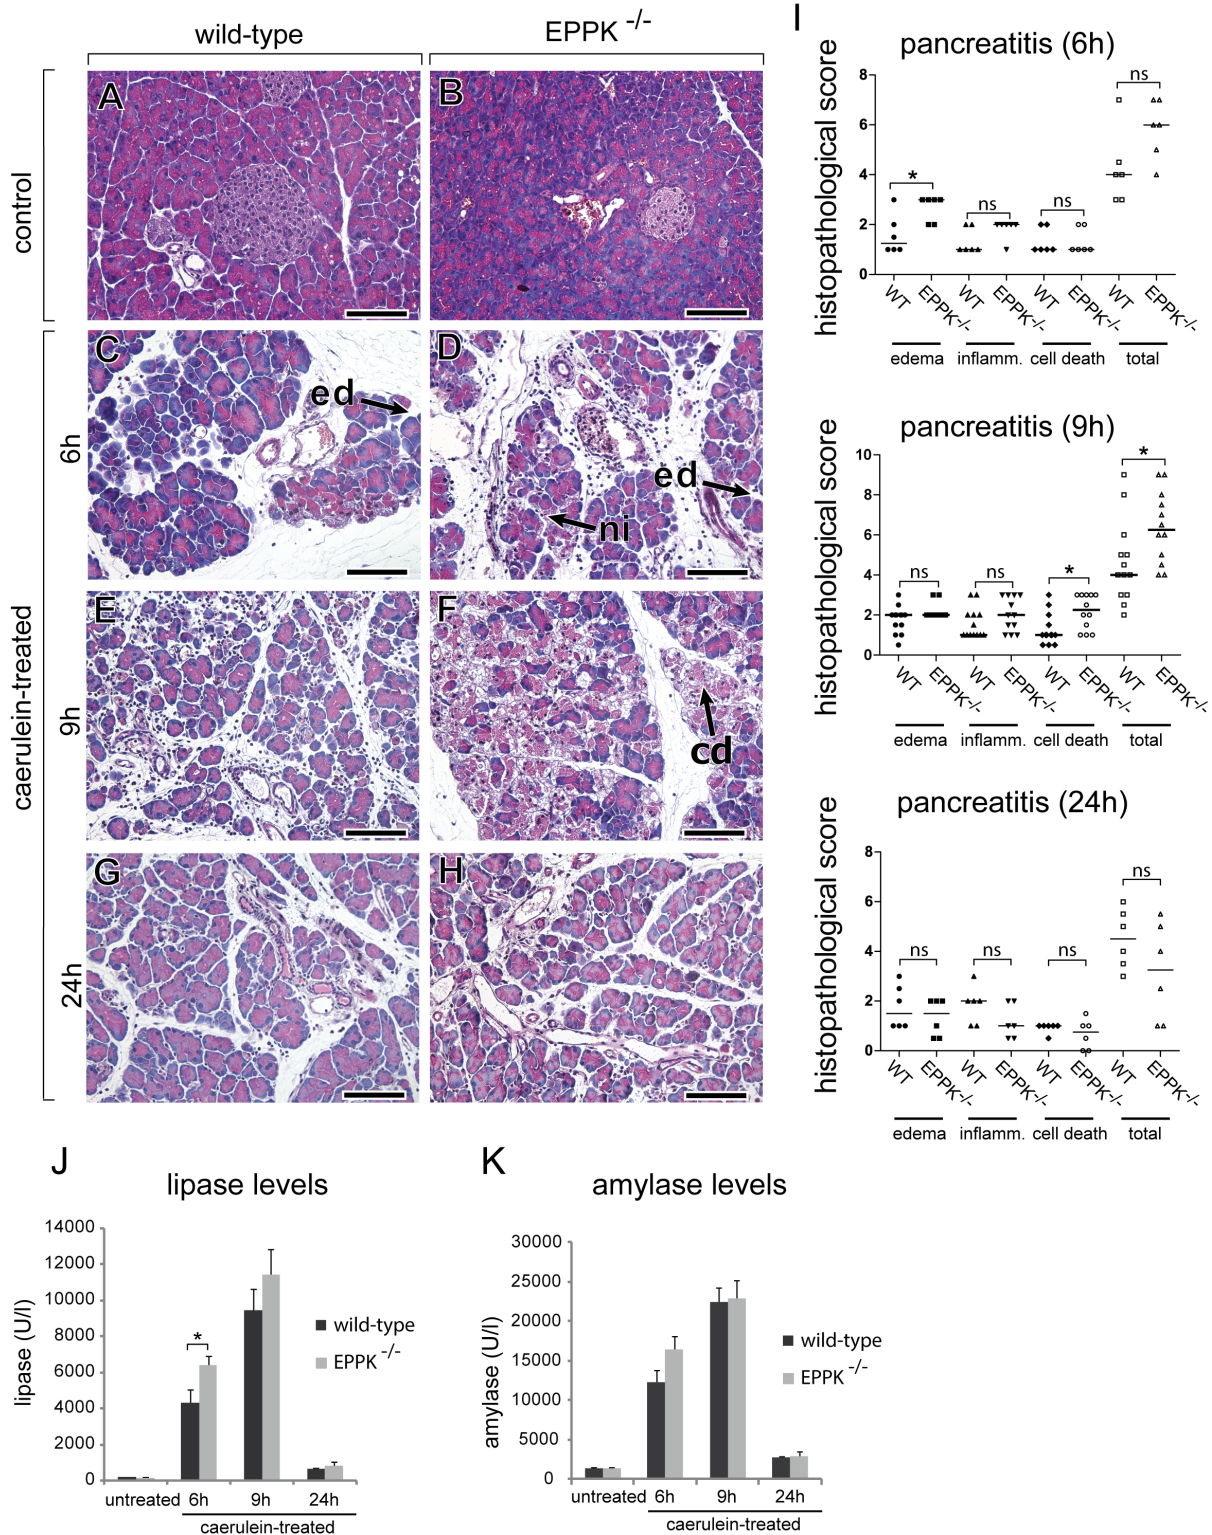 wild-type
EPPK -/-
control
caerulein-treated
6h
9h
24h
A
B
C
ed
D
ed
ni
E
F
cd
G
H
I
pancreatitis (6h)
histopathological score
8
6
4
2
0
* ns ns ns
WT EPPK-/- WT EPPK-/- WT EPPK-/- WT EPPK-/-
edema inflamm. cell death total
pancreatitis (9h)
histopathological score
10
8
6
4
2
0
ns ns * *
WT EPPK-/- WT EPPK-/- WT EPPK-/- WT EPPK-/-
edema inflamm. cell death total
pancreatitis (24h)
histopathological score
8
6
4
2
0
ns ns ns ns
WT EPPK-/- WT EPPK-/- WT EPPK-/- WT EPPK-/-
edema inflamm. cell death total
J
lipase levels
lipase (U/l)
14000
12000
10000
8000
6000
4000
2000
0
*
wild-type
EPPK -/-
untreated 6h 9h 24h
caerulein-treated
K
amylase levels
amylase (U/l)
30000
25000
20000
15000
10000
5000
0
wild-type
EPPK -/-
untreated 6h 9h 24h
caerulein-treated